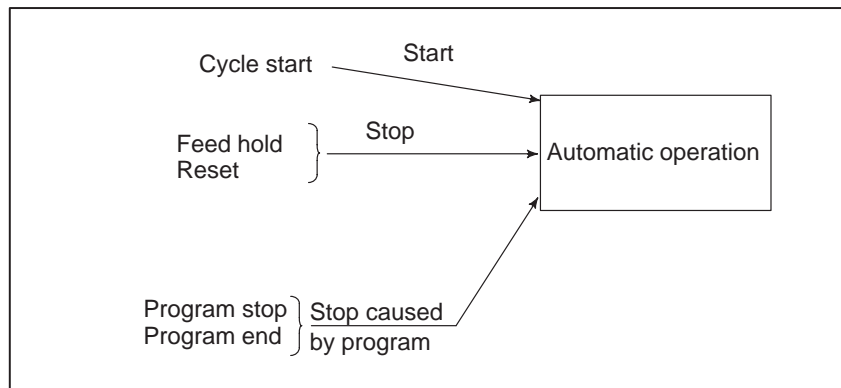 Cycle start
Start
Feed hold
Reset
Stop
Automatic operation
Program stop
Program end
Stop caused
by program